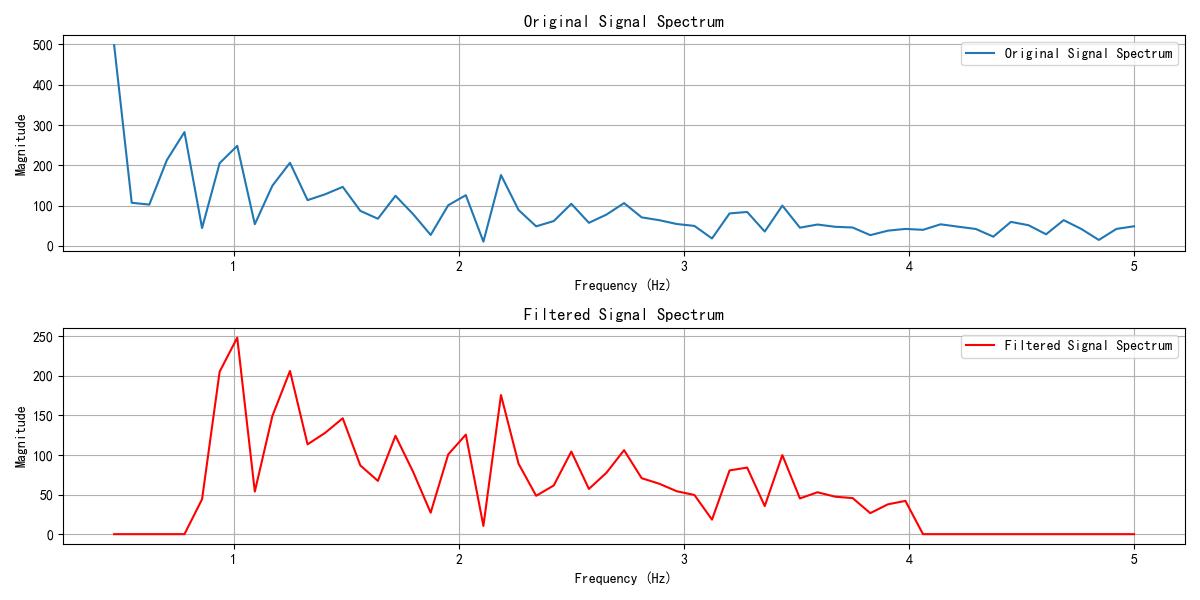 Original Signal Spectrum
500
400
300
200
100
0
Magnitude
Original Signal Spectrum
1
2
3
4
5
Frequency (Hz)
Filtered Signal Spectrum
250
200
150
100
50
0
Magnitude
Filtered Signal Spectrum
1
2
3
4
5
Frequency (Hz)